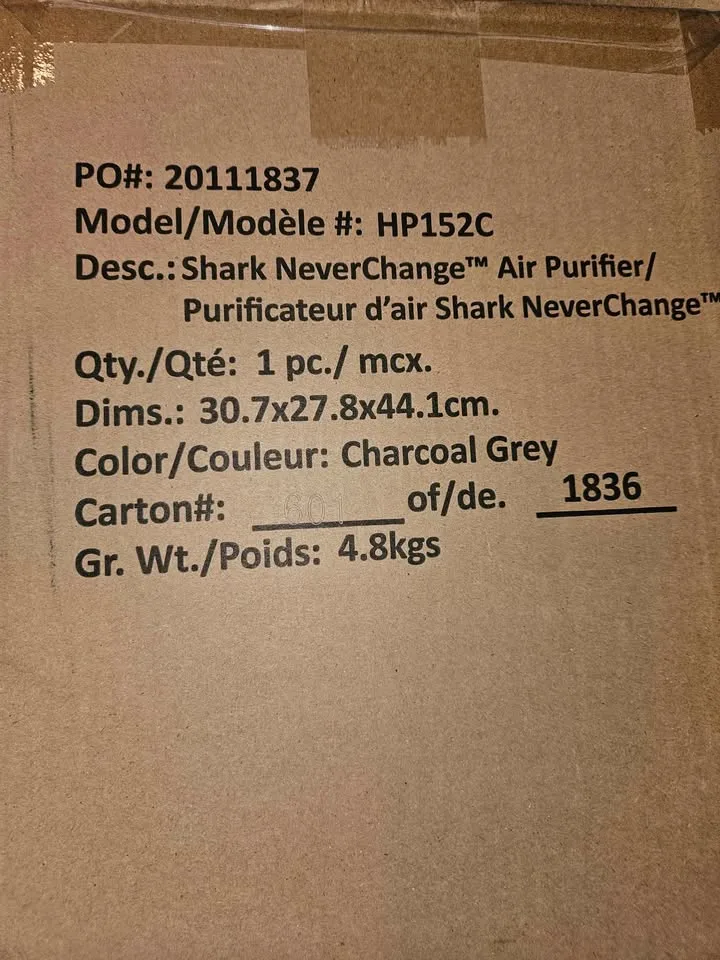 PO#: 20111837
Model/Modèle #: HP152C
Desc.: Shark NeverChange™ Air Purifier/
Purificateur d'air Shark NeverChange™
Qty./Qté: 1 pc./ mcx.
Dims.: 30.7x27.8x44.1cm.
Color/Couleur: Charcoal Grey
Carton#: of/de. 1836
Gr. Wt./Poids: 4.8kgs